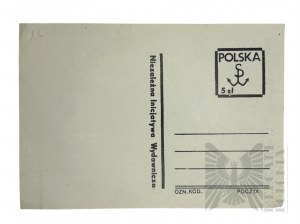 POLSKA
5 zł
Niezależna Inicjatywa Wydawnicza
OZN. KOD.
POCZTA